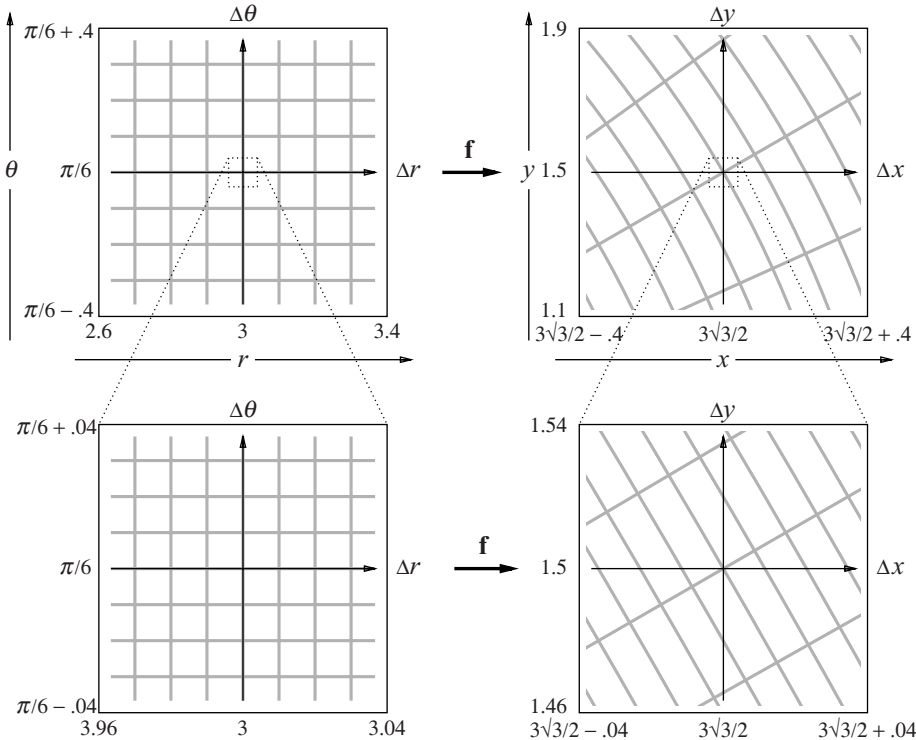 Δθ Δy
π/6 + .4 1.9
θ π/6 Δr f y 1.5 Δx
π/6 − .4 1.1
2.6 3 3.4 3√3/2 − .4 3√3/2 3√3/2 + .4
r x
Δθ Δy
π/6 + .04 1.54
f
π/6 Δr 1.5 Δx
π/6 − .04 1.46
3.96 3 3.04 3√3/2 − .04 3√3/2 3√3/2 + .04